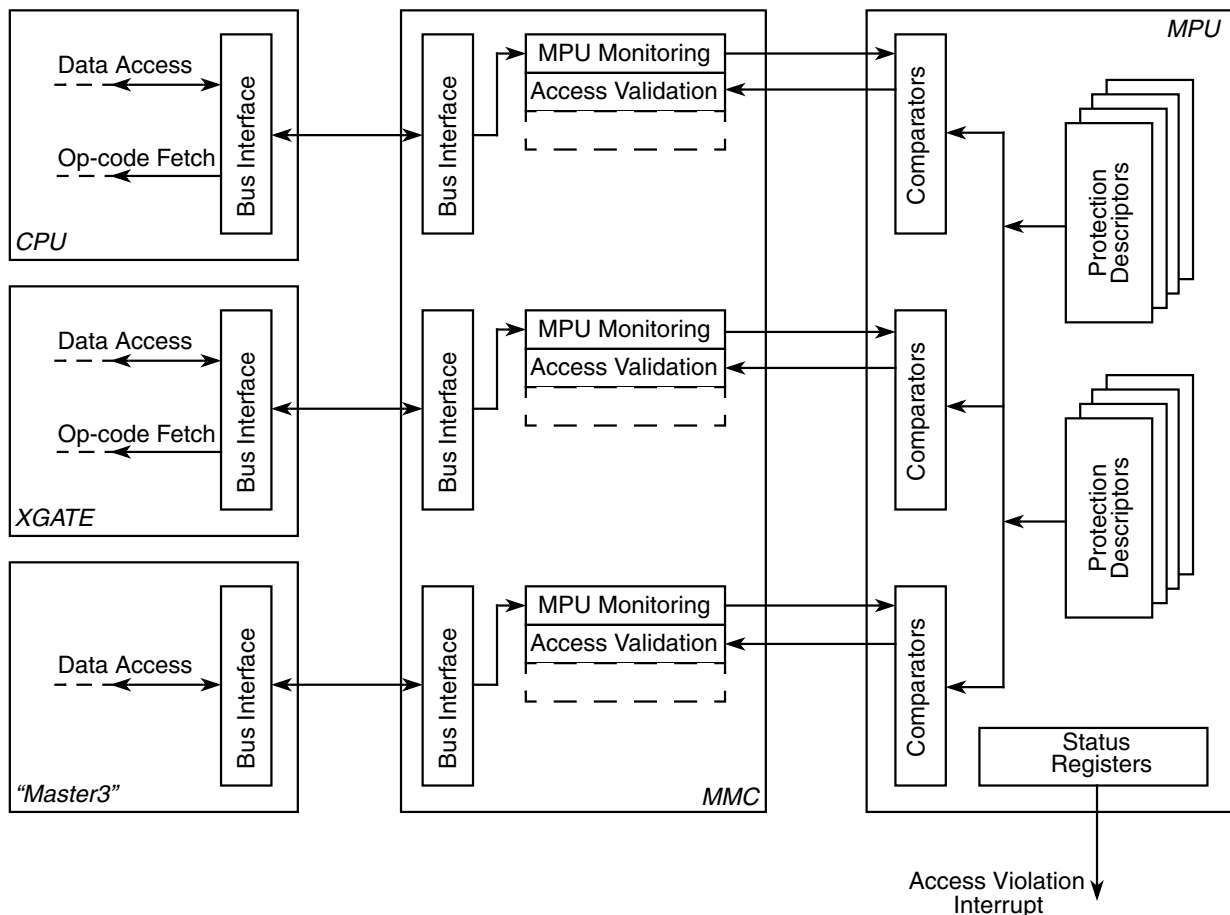 MPU
Data Access
Bus Interface
Op-code Fetch
CPU
Bus Interface
MPU Monitoring
Access Validation
Comparators
Protection
Descriptors
Data Access
Bus Interface
Op-code Fetch
XGATE
Bus Interface
MPU Monitoring
Access Validation
Comparators
Protection
Descriptors
Data Access
Bus Interface
“Master3”
Bus Interface
MPU Monitoring
Access Validation
MMC
Comparators
Status
Registers
Access Violation
Interrupt